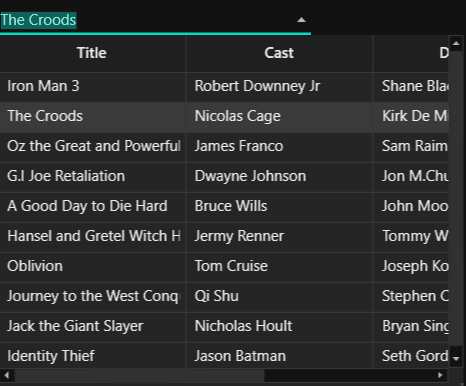 The Croods
Title Cast D
Iron Man 3 Robert Downney Jr Shane Bla
The Croods Nicolas Cage Kirk De Mi
Oz the Great and Powerful James Franco Sam Raim
G.I Joe Retaliation Dwayne Johnson Jon M.Chu
A Good Day to Die Hard Bruce Wills John Moo
Hansel and Gretel Witch H Jermy Renner Tommy W
Oblivion Tom Cruise Joseph Ko
Journey to the West Conq Qi Shu Stephen C
Jack the Giant Slayer Nicholas Hoult Bryan Sing
Identity Thief Jason Batman Seth Gord